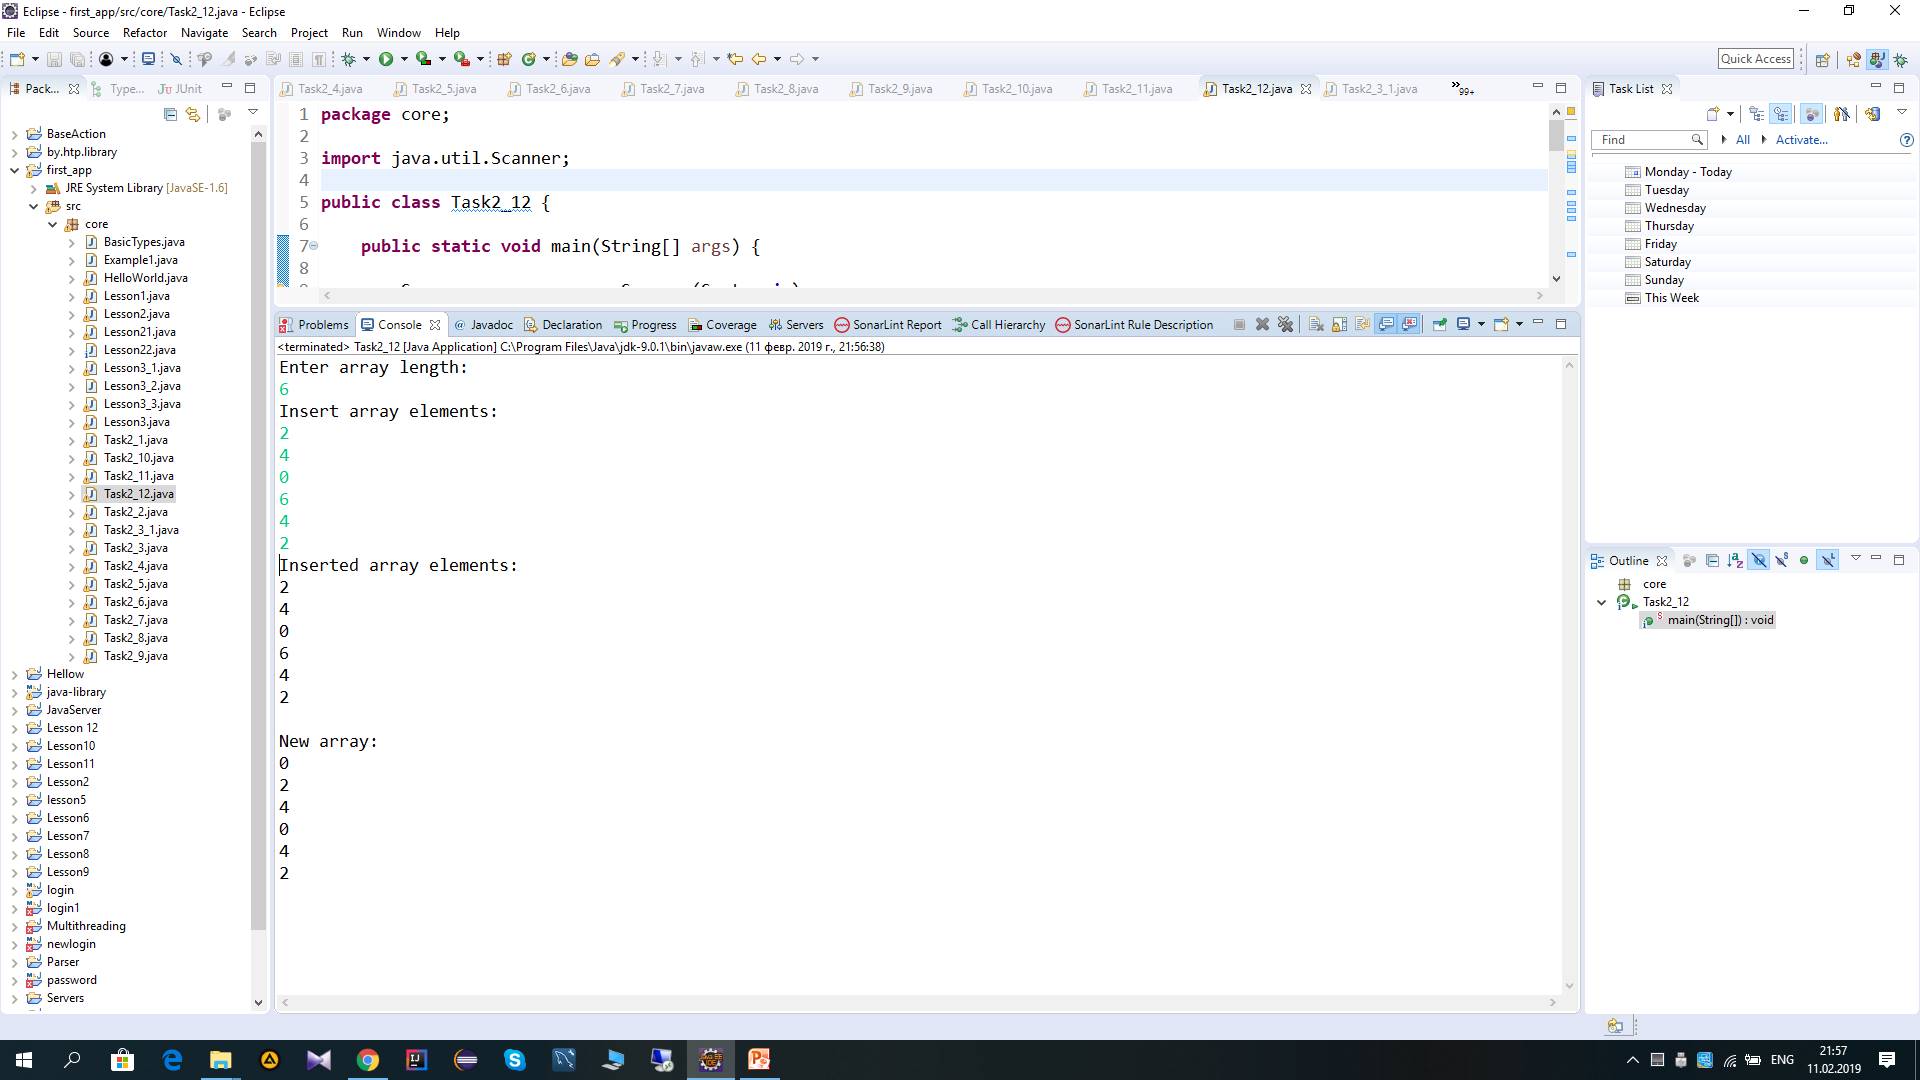 Eclipse - first_app/src/core/Task2_12.java - Eclipse
File Edit Source Refactor Navigate Search Project Run Window Help
Quick Access
Pack... Type... JUnit
BaseAction
by.htp.library
first_app
JRE System Library [JavaSE-1.6]
src
core
BasicTypes.java
Example1.java
HelloWorld.java
Lesson1.java
Lesson2.java
Lesson21.java
Lesson22.java
Lesson3_1.java
Lesson3_2.java
Lesson3_3.java
Lesson3.java
Task2_1.java
Task2_10.java
Task2_11.java
Task2_12.java
Task2_2.java
Task2_3_1.java
Task2_3.java
Task2_4.java
Task2_5.java
Task2_6.java
Task2_7.java
Task2_8.java
Task2_9.java
Hellow
java-library
JavaServer
Lesson 12
Lesson10
Lesson11
Lesson2
lesson5
Lesson6
Lesson7
Lesson8
Lesson9
login
login1
Multithreading
newlogin
Parser
password
Servers
Task2_4.java Task2_5.java Task2_6.java Task2_7.java Task2_8.java Task2_9.java Task2_10.java Task2_11.java Task2_12.java Task2_3_1.java »99+
1 package core;
2
3 import java.util.Scanner;
4
5 public class Task2_12 {
6
7 public static void main(String[] args) {
8
Problems Console @ Javadoc Declaration Progress Coverage Servers SonarLint Report Call Hierarchy SonarLint Rule Description
<terminated> Task2_12 [Java Application] C:\Program Files\Java\jdk-9.0.1\bin\javaw.exe (11 февр. 2019 г., 21:56:38)
Enter array length:
6
Insert array elements:
2
4
0
6
4
2
Inserted array elements:
2
4
0
6
4
2
New array:
0
2
4
0
4
2
Task List
Find All Activate...
Monday - Today
Tuesday
Wednesday
Thursday
Friday
Saturday
Sunday
This Week
Outline
core
Task2_12
main(String[]) : void
ENG
21:57
11.02.2019